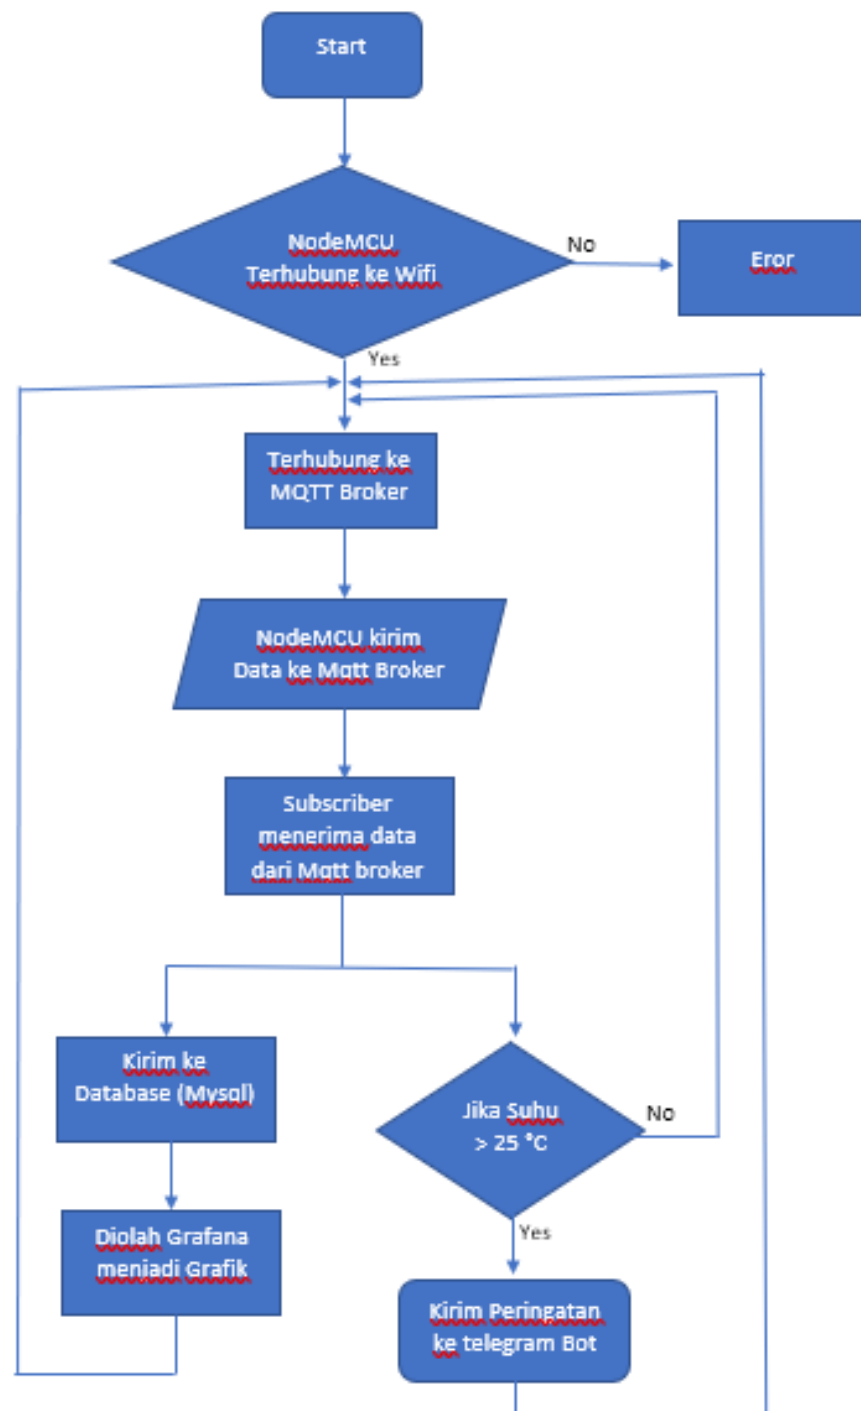 Start
NodeMCU
Terhubung ke Wifi
No
Eror
Yes
Terhubung ke
MQTT Broker
NodeMCU kirim
Data ke Mqtt Broker
Subscriber
menerima data
dari Mqtt broker
Kirim ke
Database (Mysql)
Jika Suhu
> 25 °C
No
Yes
Diolah Grafana
menjadi Grafik
Kirim Peringatan
ke telegram Bot